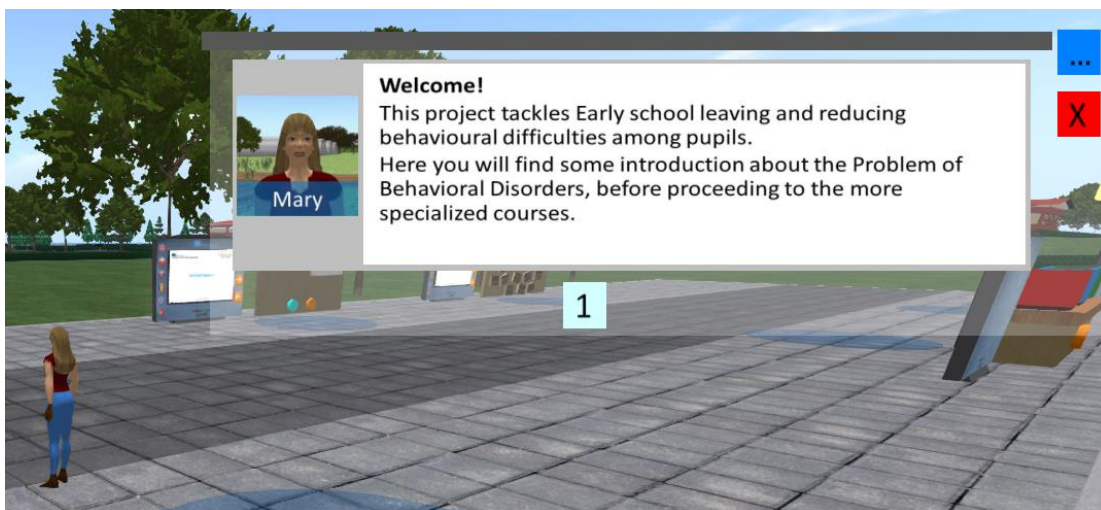 Welcome!
This project tackles Early school leaving and reducing
behavioural difficulties among pupils.
Here you will find some introduction about the Problem of
Behavioral Disorders, before proceeding to the more
specialized courses.
Mary
...
X
1